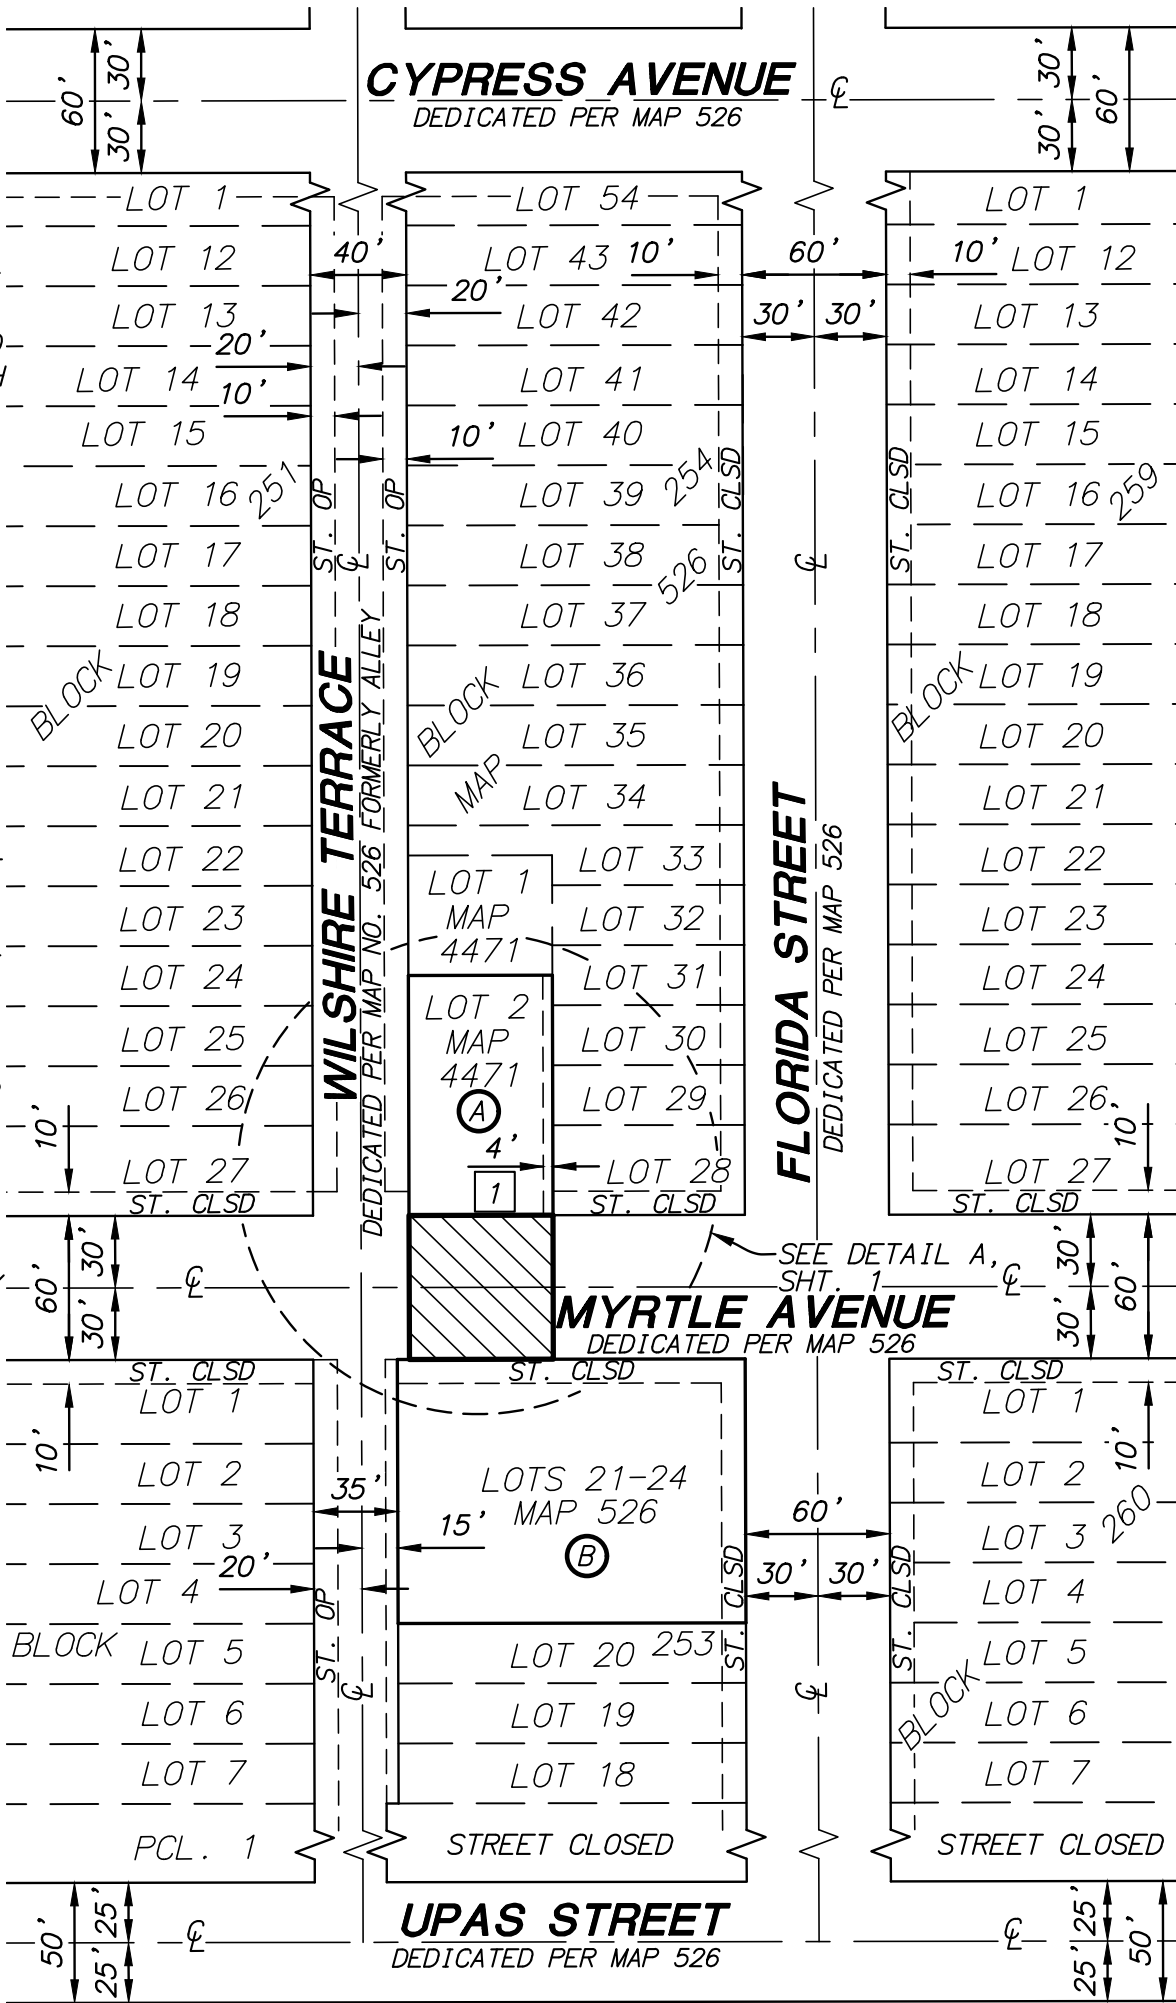 60'
30'
30'
CYPRESS AVENUE
DEDICATED PER MAP 526
℄
30'
30'
60'
LOT 1
LOT 12
LOT 13
LOT 14
LOT 15
LOT 16
LOT 17
LOT 18
LOT 19
LOT 20
LOT 21
LOT 22
LOT 23
LOT 24
LOT 25
LOT 26
LOT 27
251
BLOCK
10'
ST. CLSD
40'
20'
20'
10'
10'
ST. OP
℄
ST. OP
WILSHIRE TERRACE
DEDICATED PER MAP NO. 526 FORMERLY ALLEY
LOT 54
LOT 43
LOT 42
LOT 41
LOT 40
LOT 39
LOT 38
LOT 37
LOT 36
LOT 35
LOT 34
LOT 33
LOT 32
LOT 31
LOT 30
LOT 29
LOT 28
254
526
BLOCK
MAP
LOT 1
MAP
4471
LOT 2
MAP
4471
A
4'
1
ST. CLSD
10'
ST. CLSD
60'
30'
30'
℄
FLORIDA STREET
DEDICATED PER MAP 526
10'
ST. CLSD
LOT 1
LOT 12
LOT 13
LOT 14
LOT 15
LOT 16
LOT 17
LOT 18
LOT 19
LOT 20
LOT 21
LOT 22
LOT 23
LOT 24
LOT 25
LOT 26
LOT 27
259
BLOCK
10'
ST. CLSD
60'
30'
30'
℄
SEE DETAIL A,
SHT. 1
MYRTLE AVENUE
DEDICATED PER MAP 526
℄
30'
30'
60'
ST. CLSD
10'
LOT 1
LOT 2
LOT 3
LOT 4
LOT 5
LOT 6
LOT 7
BLOCK
PCL. 1
35'
15'
20'
ST. OP
℄
ST. CLSD
LOTS 21-24
MAP 526
B
LOT 20
253
LOT 19
LOT 18
STREET CLOSED
ST. CLSD
ST.
60'
30'
30'
℄
ST. CLSD
ST.
ST. CLSD
10'
LOT 1
LOT 2
LOT 3
LOT 4
LOT 5
LOT 6
LOT 7
260
BLOCK
STREET CLOSED
50'
25'
25'
℄
UPAS STREET
DEDICATED PER MAP 526
℄
25'
25'
50'